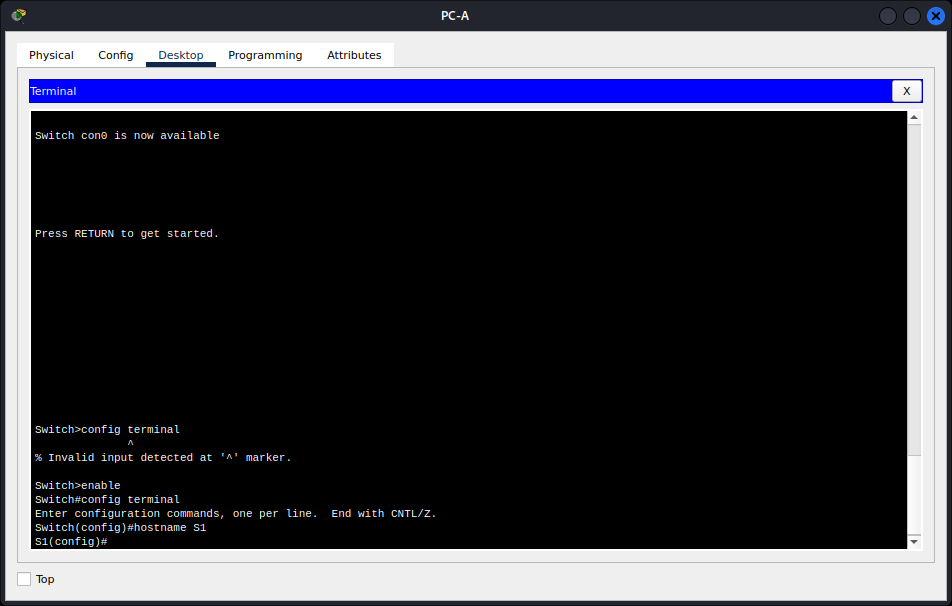 PC-A
Physical Config Desktop Programming Attributes
Terminal X
Switch con0 is now available
Press RETURN to get started.
Switch>config terminal
^
% Invalid input detected at '^' marker.
Switch>enable
Switch#config terminal
Enter configuration commands, one per line.  End with CNTL/Z.
Switch(config)#hostname S1
S1(config)#
Top